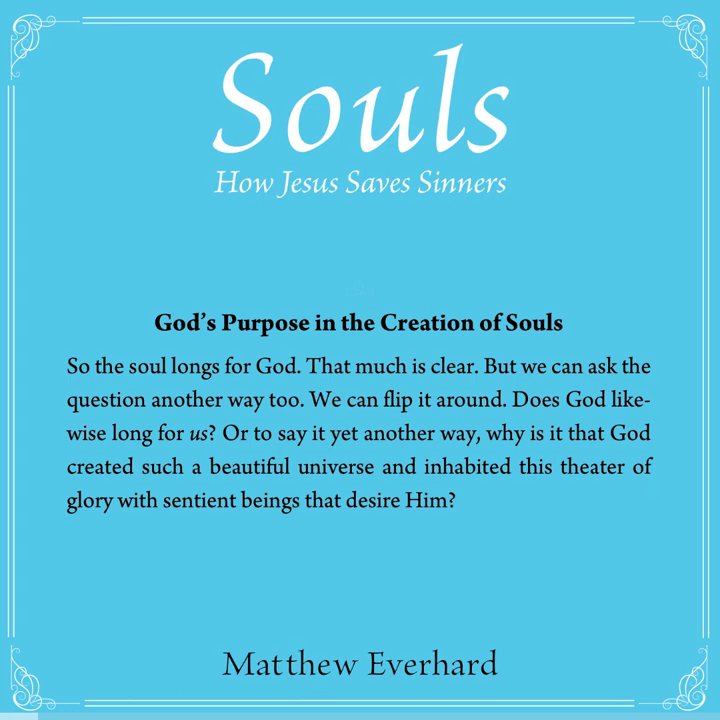 Souls
How Jesus Saves Sinners
God’s Purpose in the Creation of Souls
So the soul longs for God. That much is clear. But we can ask the
question another way too. We can flip it around. Does God like-
wise long for us? Or to say it yet another way, why is it that God
created such a beautiful universe and inhabited this theater of
glory with sentient beings that desire Him?
Matthew Everhard